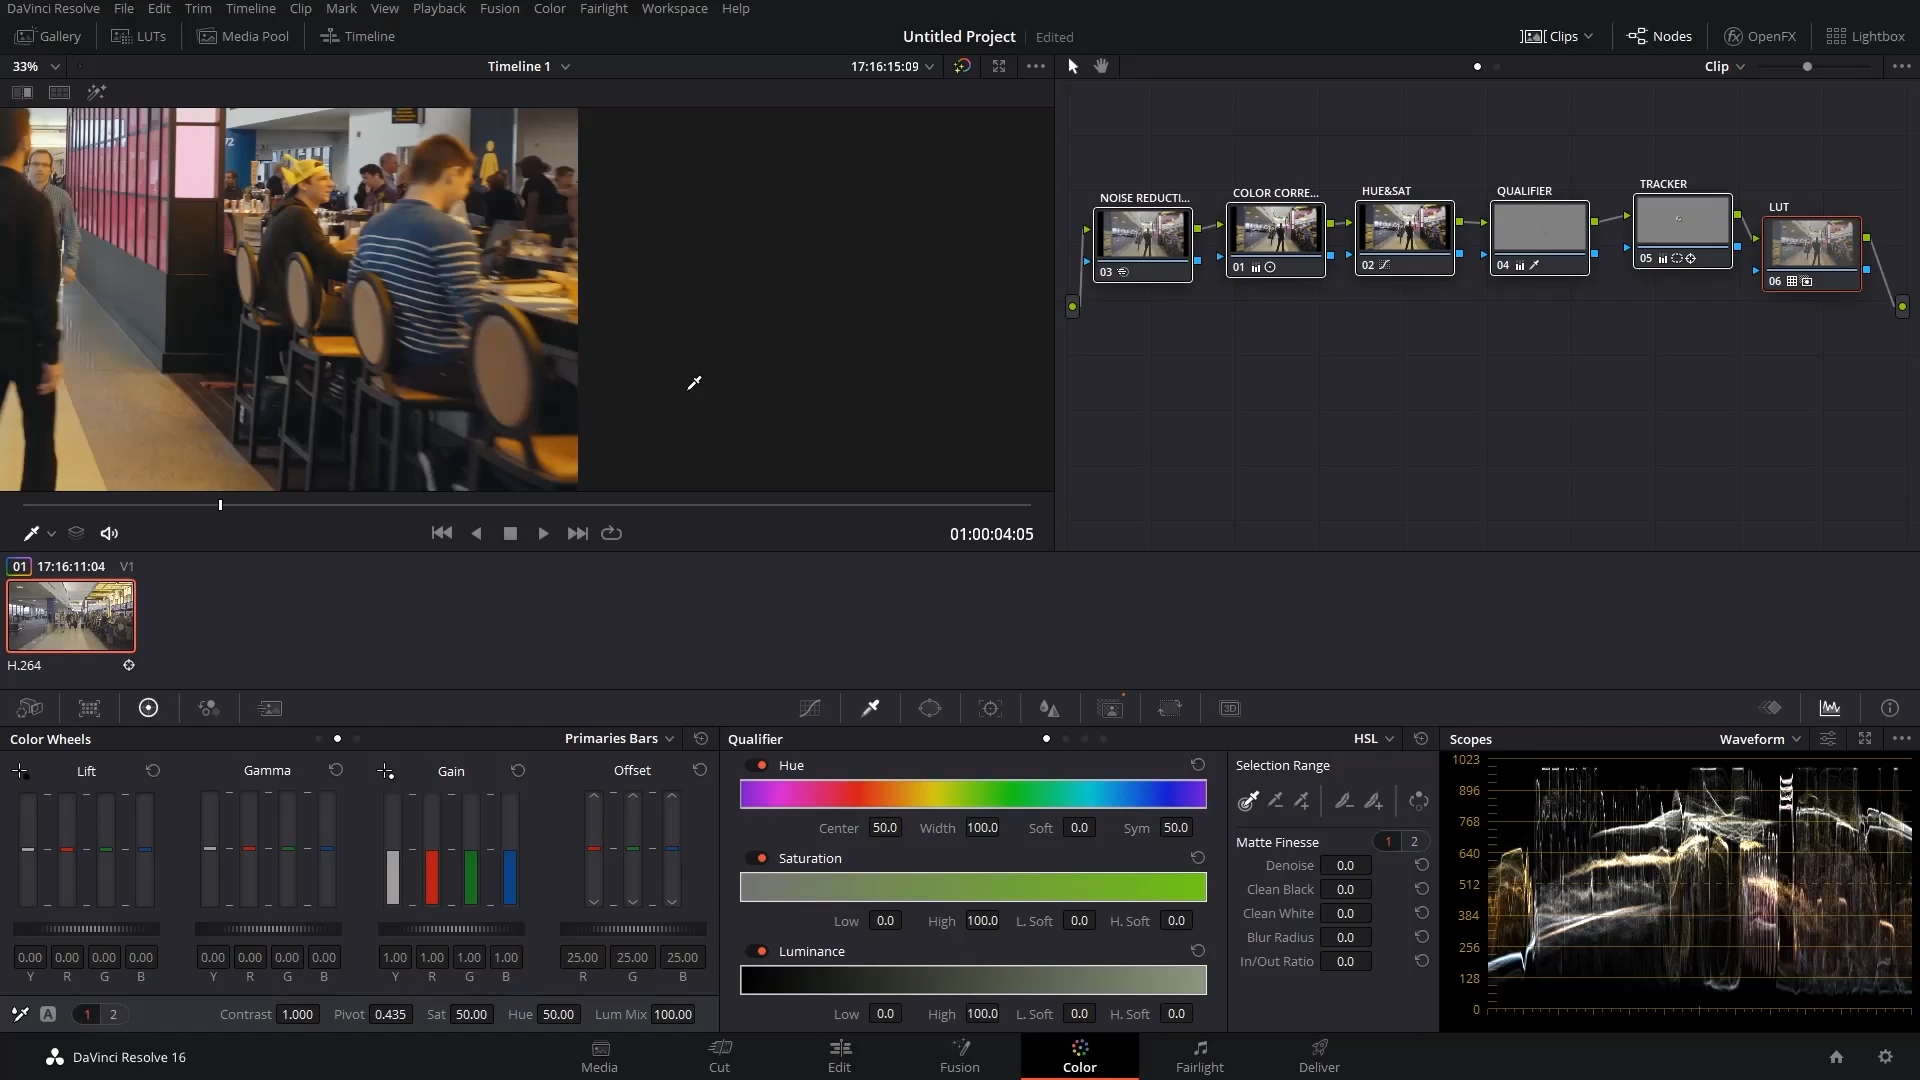 DaVinci Resolve File Edit Trim Timeline Clip Mark View Playback Fusion Color Fairlight Workspace Help
Gallery LUTs Media Pool Timeline Untitled Project Edited Clips Nodes OpenFX Lightbox
33% Timeline 1 17:16:15:09 Clip
72
NOISE REDUCTI... COLOR CORRE... HUE&SAT QUALIFIER TRACKER LUT
03 01 02 04 05 06
01:00:04:05
01 17:16:11:04 V1
H.264
3D
Color Wheels Primaries Bars Qualifier HSL Scopes Waveform
Lift Gamma Gain Offset
0.00 0.00 0.00 0.00 0.00 0.00 0.00 0.00 1.00 1.00 1.00 1.00 25.00 25.00 25.00
Y R G B Y R G B Y R G B R G B
A 1 2 Contrast 1.000 Pivot 0.435 Sat 50.00 Hue 50.00 Lum Mix 100.00
Hue
Center 50.0 Width 100.0 Soft 0.0 Sym 50.0
Saturation
Low 0.0 High 100.0 L. Soft 0.0 H. Soft 0.0
Luminance
Low 0.0 High 100.0 L. Soft 0.0 H. Soft 0.0
Selection Range
Matte Finesse 1 2
Denoise 0.0
Clean Black 0.0
Clean White 0.0
Blur Radius 0.0
In/Out Ratio 0.0
1023
896
768
640
512
384
256
128
0
DaVinci Resolve 16 Media Cut Edit Fusion Color Fairlight Deliver